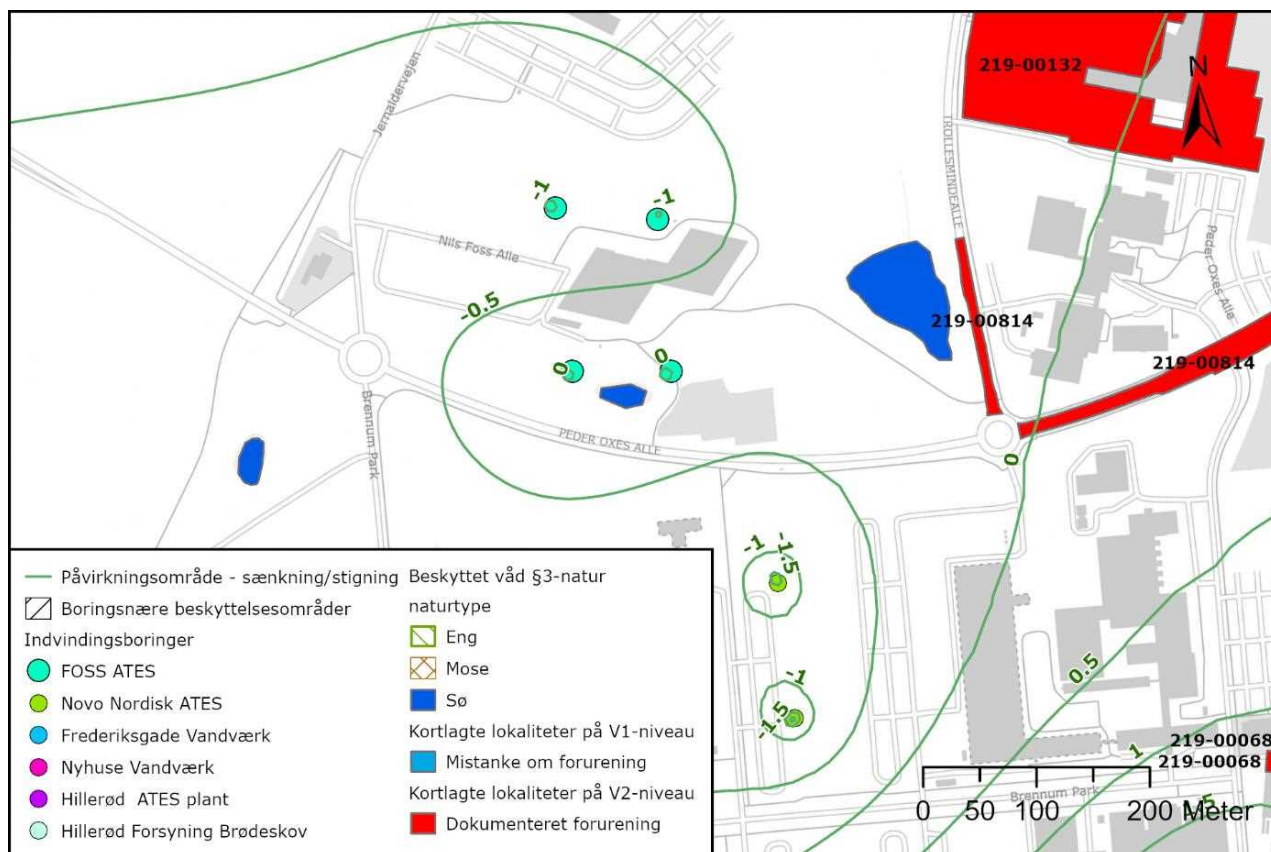 219-00132
N
Jernaldervejen
TROLLESMINDEALLE
-1
-1
Nils Foss Alle
Peder Oxes Alle
-0.5
219-00814
219-00814
0
0
Brennum Park
PEDER OXES ALLE
0
-1
-1.5
0.5
-1
-1.5
1
219-00068
219-00068
Brennum Park
1.5
0 50 100 200 Meter
Påvirkningsområde - sænkning/stigning
Boringsnære beskyttelsesområder
Indvindingsboringer
FOSS ATES
Novo Nordisk ATES
Frederiksgade Vandværk
Nyhuse Vandværk
Hillerød ATES plant
Hillerød Forsyning Brødeskov
Beskyttet våd §3-natur
naturtype
Eng
Mose
Sø
Kortlagte lokaliteter på V1-niveau
Mistanke om forurening
Kortlagte lokaliteter på V2-niveau
Dokumenteret forurening